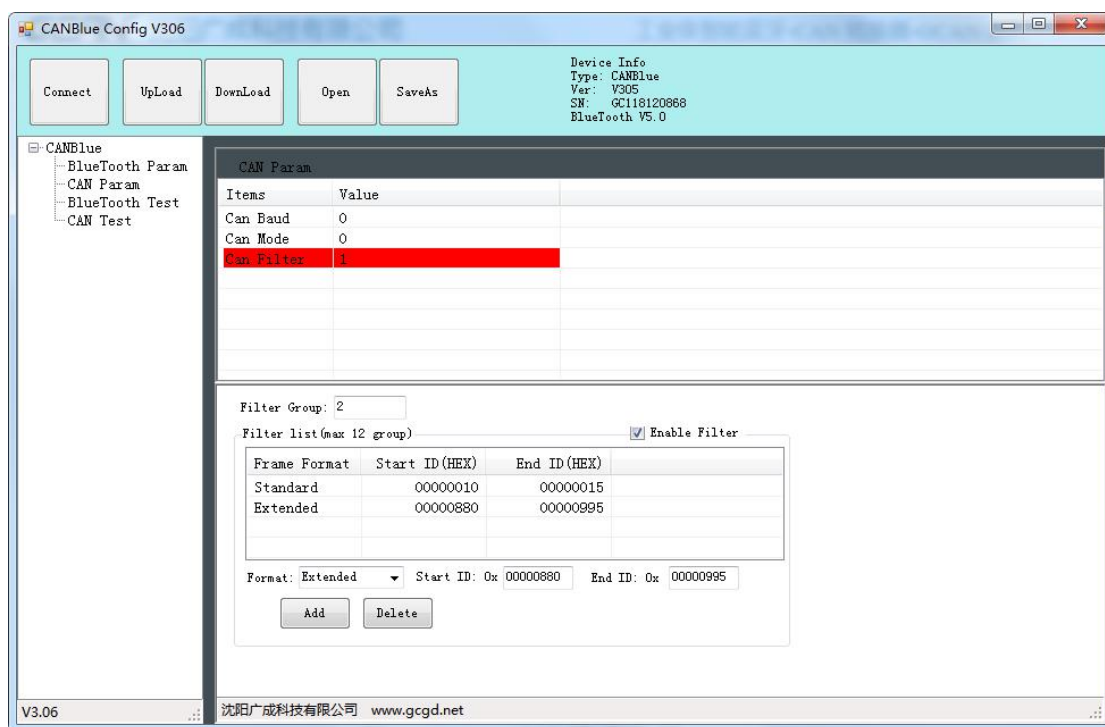 CANBlue Config V306
Connect UpLoad DownLoad Open SaveAs
Device Info
Type: CANBlue
Ver: V305
SN: GC118120868
BlueTooth V5.0
CANBlue
BlueTooth Param
CAN Param
BlueTooth Test
CAN Test
CAN Param
Items Value
Can Baud 0
Can Mode 0
Can Filter 1
Filter Group: 2
Filter list(max 12 group) Enable Filter
Frame Format Start ID(HEX) End ID(HEX)
Standard 00000010 00000015
Extended 00000880 00000995
Format: Extended Start ID: 0x 00000880 End ID: 0x 00000995
Add Delete
V3.06
沈阳广成科技有限公司 www.gcgd.net